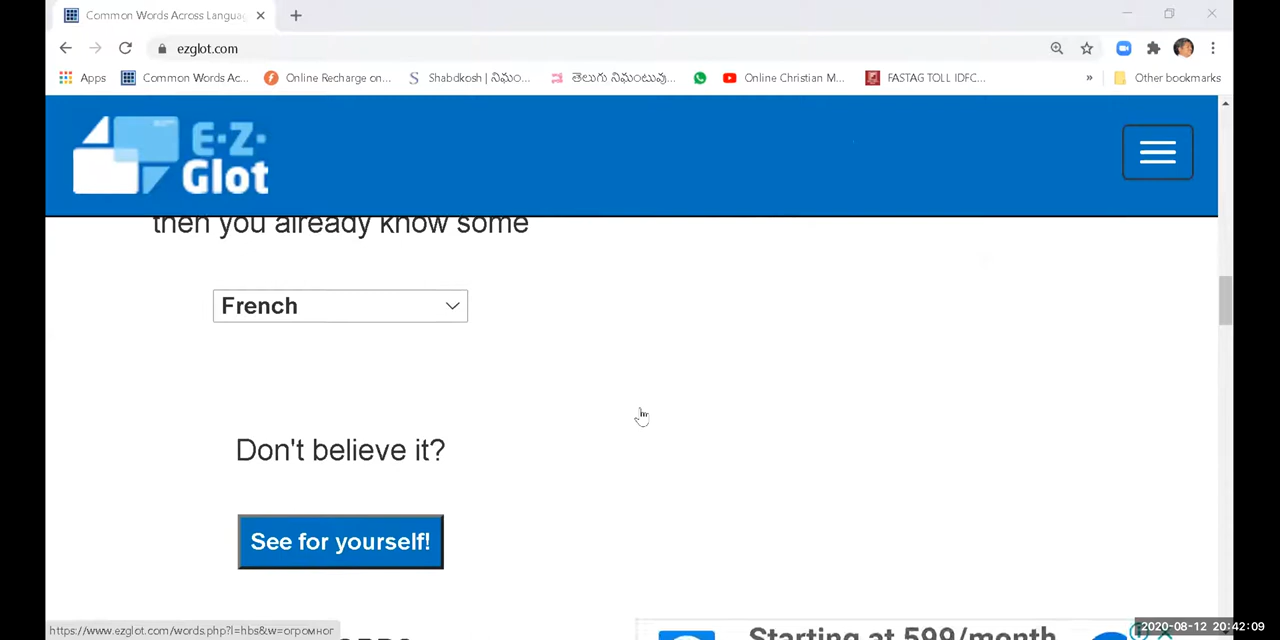 Common Words Across Langua
ezglot.com
Apps
Common Words Ac...
Online Recharge on...
Shabdkosh | నిఘం...
తెలుగు నిఘంటువు...
Online Christian M...
FASTAG TOLL IDFC...
»
Other bookmarks
E·Z·
Glot
then you already know some
French
Don't believe it?
See for yourself!
Starting at 599/month
https://www.ezglot.com/words.php?l=hbs&w=огромног
2020-08-12 20:42:09